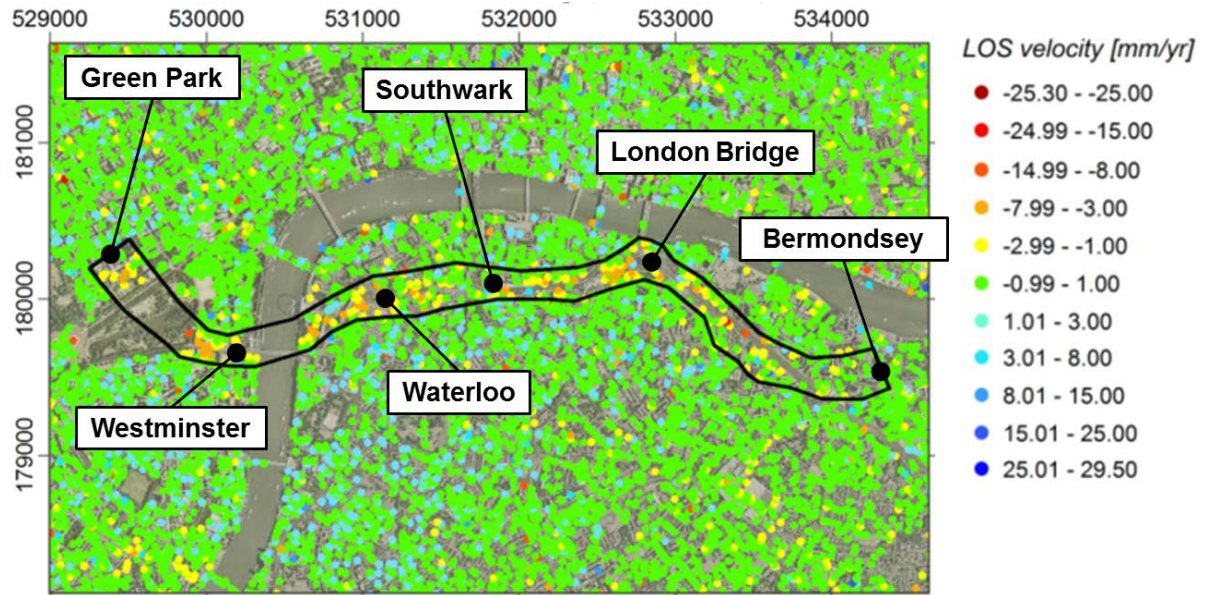 529000 530000 531000 532000 533000 534000
LOS velocity [mm/yr]
Green Park
Southwark
London Bridge
Bermondsey
Waterloo
Westminster
181000
180000
179000
-25.30 - -25.00
-24.99 - -15.00
-14.99 - -8.00
-7.99 - -3.00
-2.99 - -1.00
-0.99 - 1.00
1.01 - 3.00
3.01 - 8.00
8.01 - 15.00
15.01 - 25.00
25.01 - 29.50